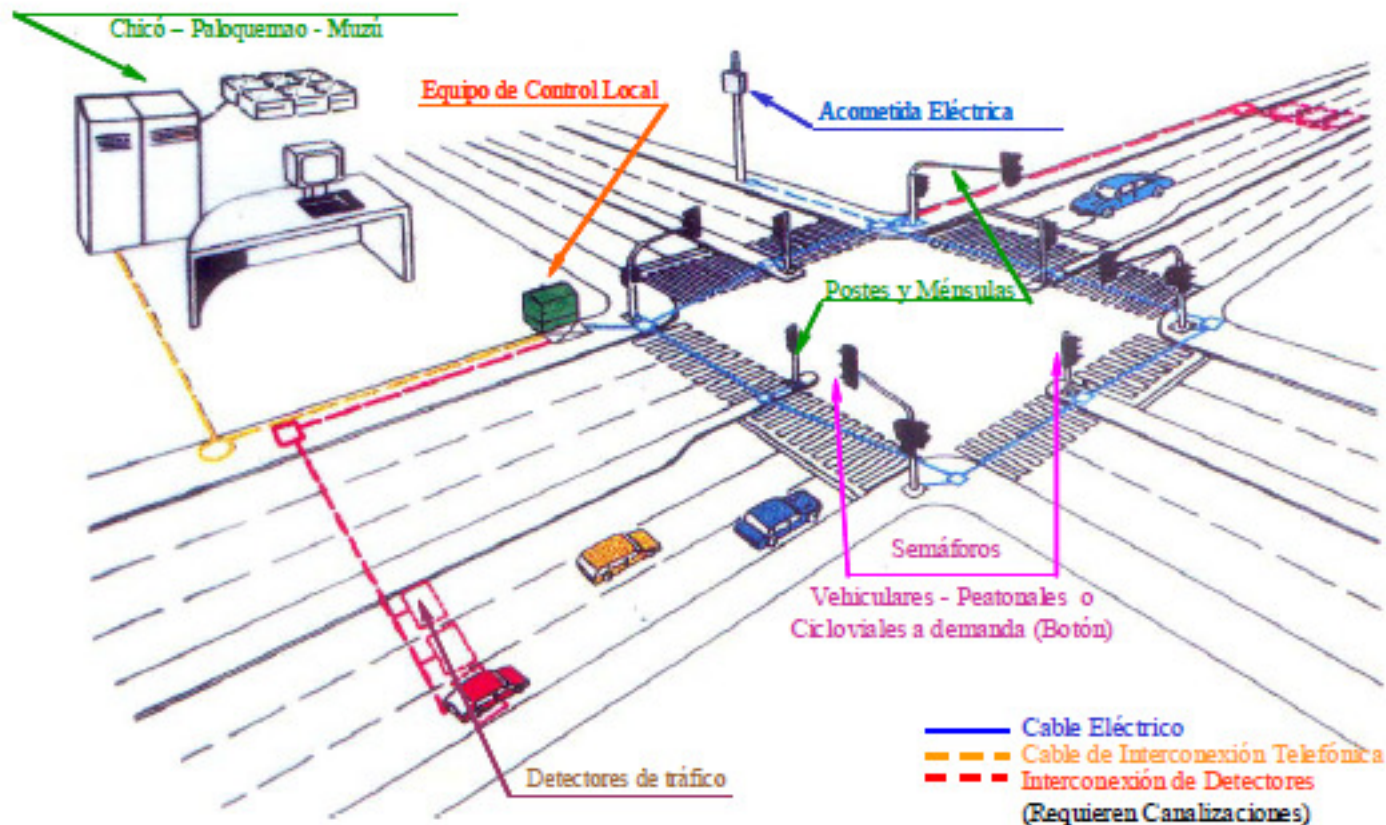 Chicó – Paloquemao - Muzú
Equipo de Control Local
Acometida Eléctrica
Postes y Ménsulas
Semáforos
Vehiculares - Peatonales o
Cicloviales a demanda (Botón)
Detectores de tráfico
Cable Eléctrico
Cable de Interconexión Telefónica
Interconexión de Detectores
(Requieren Canalizaciones)